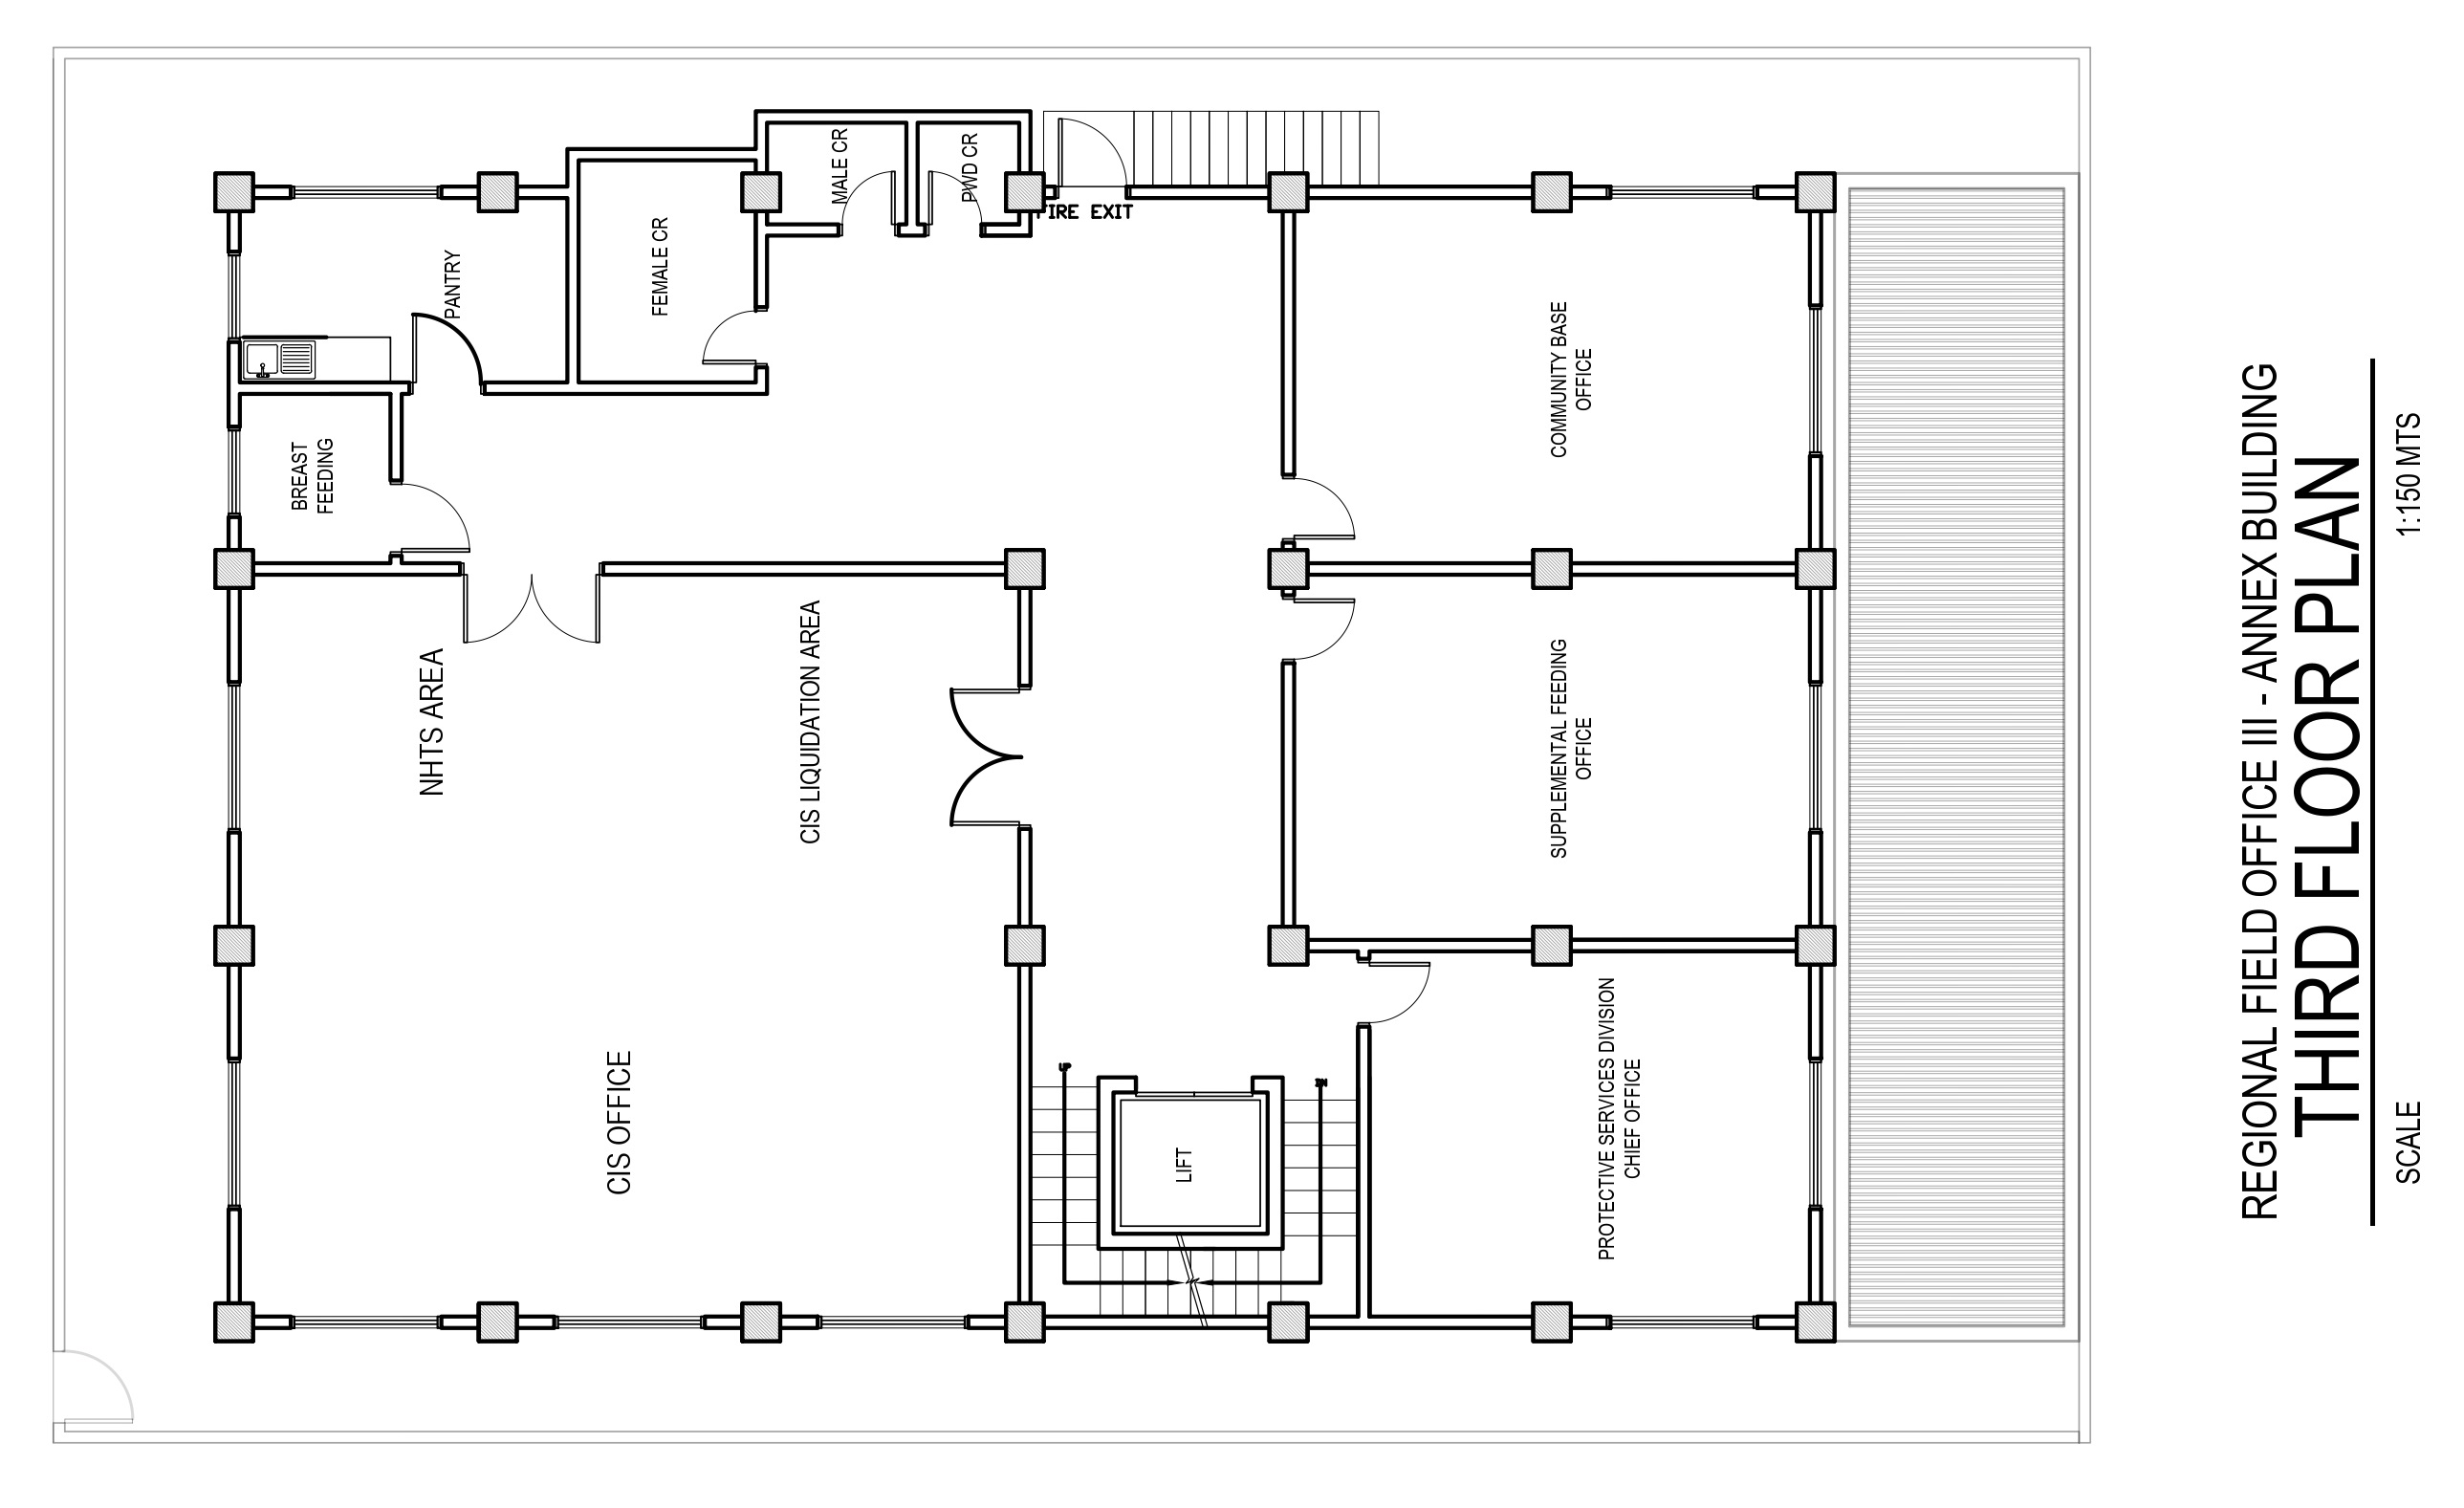 PANTRY
FEMALE CR
MALE CR
PWD CR
FIRE EXIT
BREAST
FEEDING
COMMUNITY BASE
OFFICE
NHTS AREA
CIS LIQUIDATION AREA
SUPPLEMENTAL FEEDING
OFFICE
CIS OFFICE
UP
LIFT
PROTECTIVE SERVICES DIVISION
CHIEF OFFICE
REGIONAL FIELD OFFICE III - ANNEX BUILDING
THIRD FLOOR PLAN
SCALE 1:150 MTS